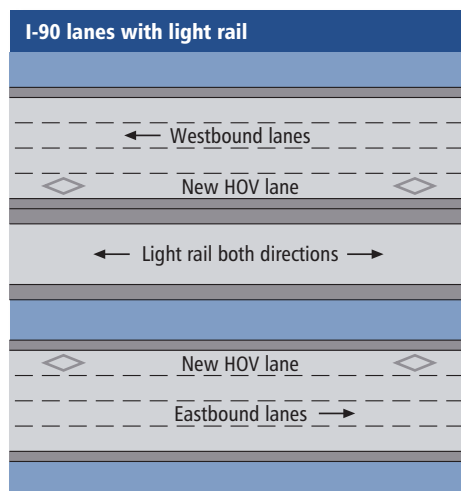 I-90 lanes with light rail
Westbound lanes
New HOV lane
Light rail both directions
New HOV lane
Eastbound lanes